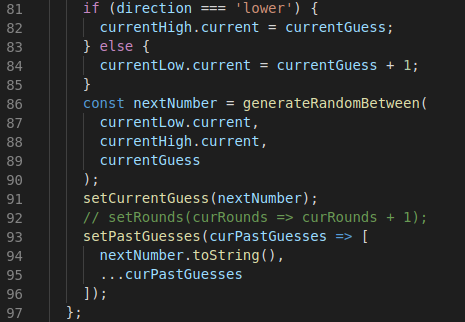 81 if (direction === 'lower') {
82 currentHigh.current = currentGuess;
83 } else {
84 currentLow.current = currentGuess + 1;
85 }
86 const nextNumber = generateRandomBetween(
87 currentLow.current,
88 currentHigh.current,
89 currentGuess
90 );
91 setCurrentGuess(nextNumber);
92 // setRounds(curRounds => curRounds + 1);
93 setPastGuesses(curPastGuesses => [
94 nextNumber.toString(),
95 ...curPastGuesses
96 ]);
97 };